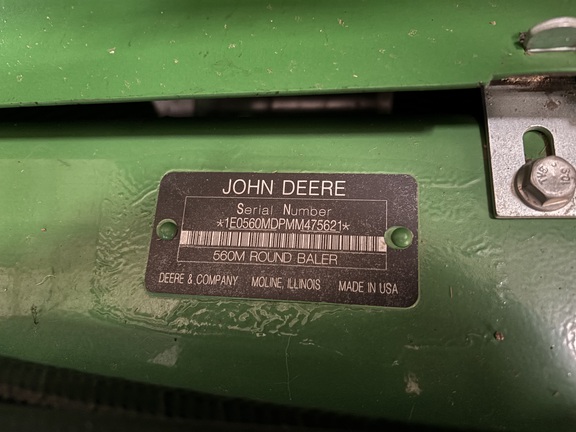 JOHN DEERE
Serial Number
*1E0560MDPMM475621*
560M ROUND BALER
DEERE & COMPANY MOLINE, ILLINOIS MADE IN USA